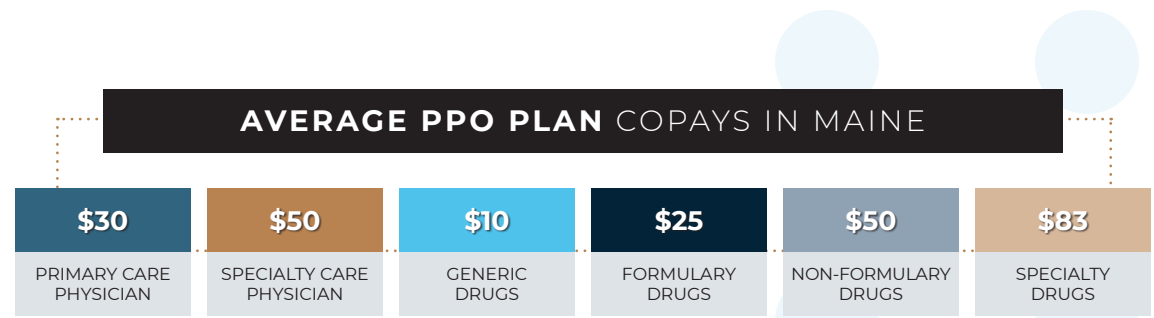 AVERAGE PPO PLAN COPAYS IN MAINE
$30
PRIMARY CARE
PHYSICIAN
$50
SPECIALTY CARE
PHYSICIAN
$10
GENERIC
DRUGS
$25
FORMULARY
DRUGS
$50
NON-FORMULARY
DRUGS
$83
SPECIALTY
DRUGS